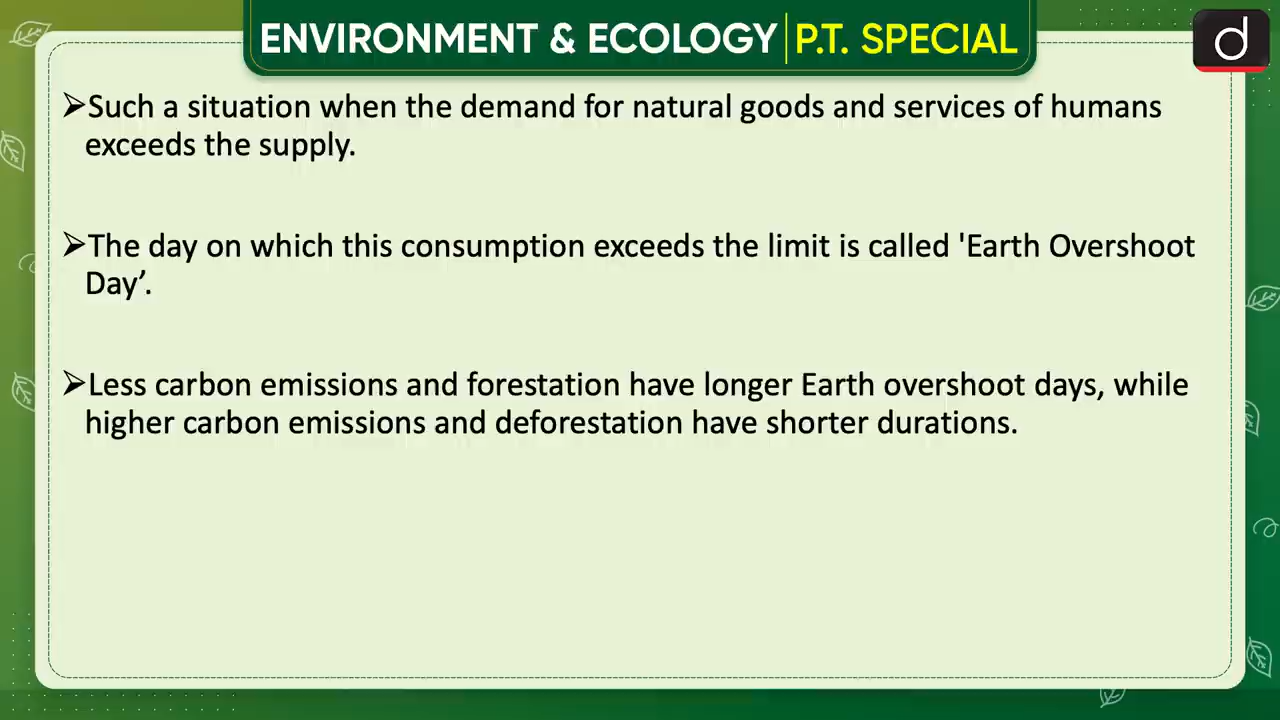 ENVIRONMENT & ECOLOGY | P.T. SPECIAL
d
➢Such a situation when the demand for natural goods and services of humans
exceeds the supply.
➢The day on which this consumption exceeds the limit is called 'Earth Overshoot
Day’.
➢Less carbon emissions and forestation have longer Earth overshoot days, while
higher carbon emissions and deforestation have shorter durations.